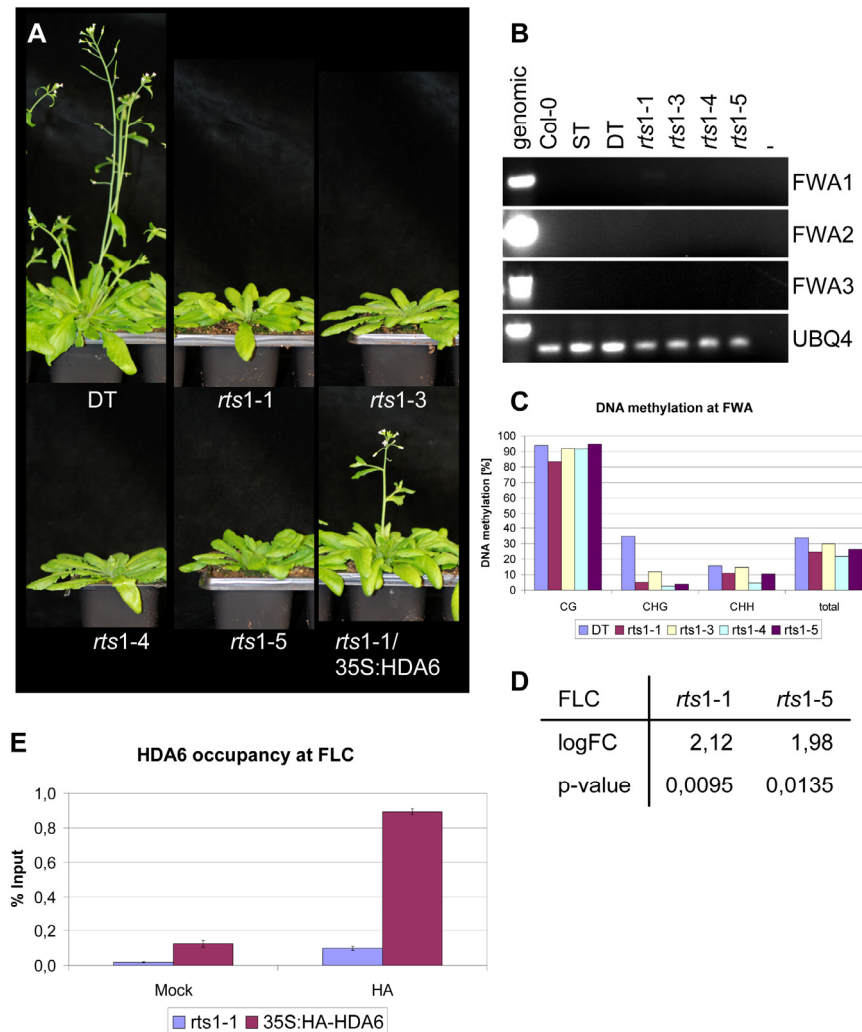 A
DT
rts1-1
rts1-3
rts1-4
rts1-5
rts1-1/
35S:HDA6
B
genomic
Col-0
ST
DT
rts1-1
rts1-3
rts1-4
rts1-5
-
FWA1
FWA2
FWA3
UBQ4
C
DNA methylation at FWA
DNA methylation [%]
100
90
80
70
60
50
40
30
20
10
0
CG
CHG
CHH
total
DT rts1-1 rts1-3 rts1-4 rts1-5
D
FLC rts1-1 rts1-5
logFC 2,12 1,98
p-value 0,0095 0,0135
E
HDA6 occupancy at FLC
% Input
1,0
0,8
0,6
0,4
0,2
0,0
Mock
HA
rts1-1 35S:HA-HDA6